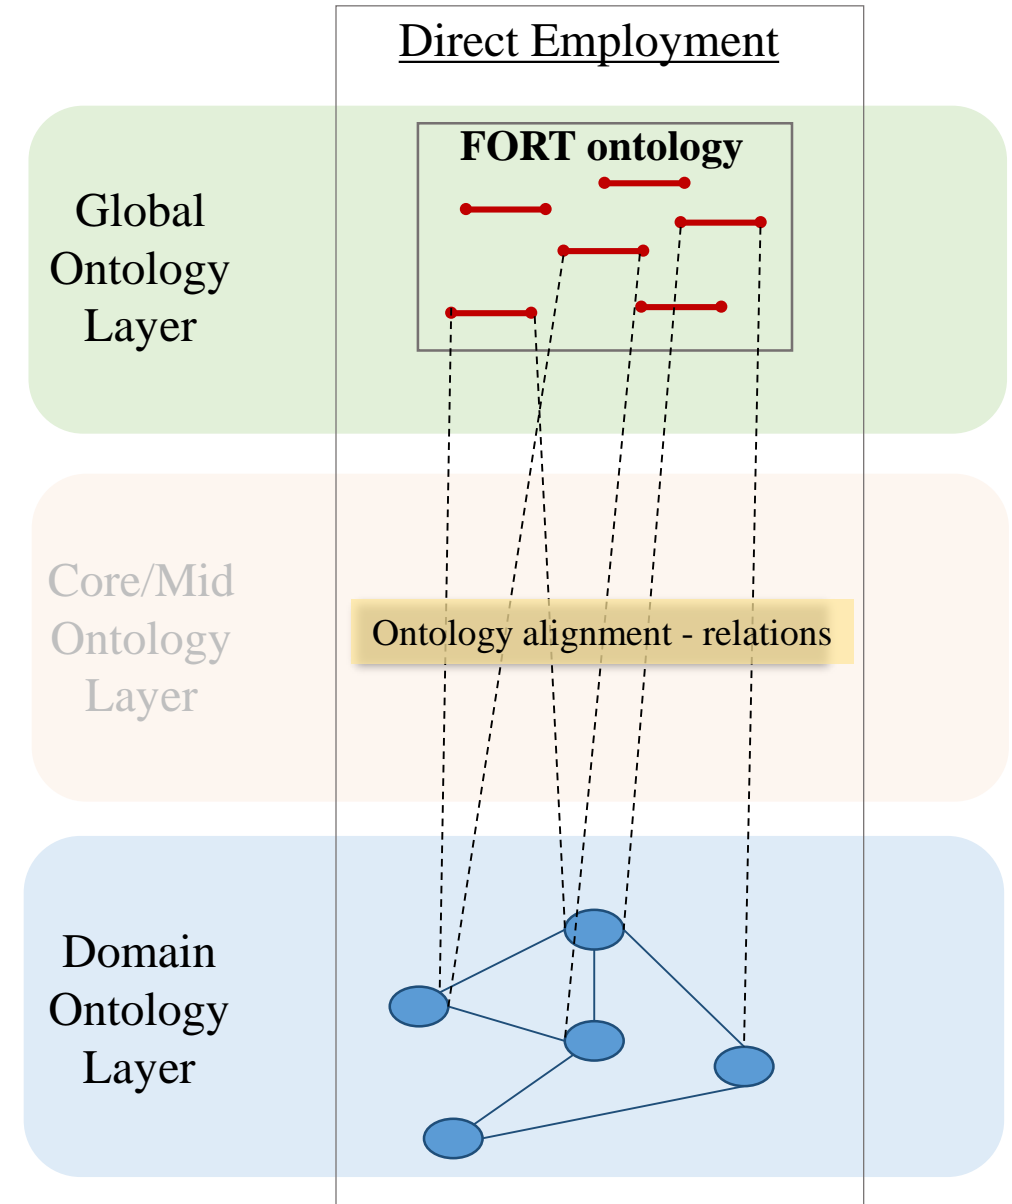 Direct Employment
FORT ontology
Global
Ontology
Layer
Core/Mid
Ontology
Layer
Ontology alignment - relations
Domain
Ontology
Layer